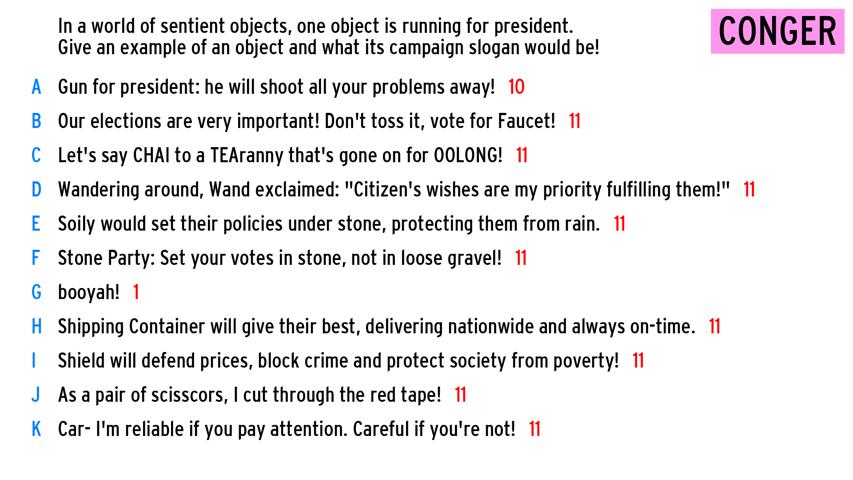 In a world of sentient objects, one object is running for president.
Give an example of an object and what its campaign slogan would be!
CONGER
A Gun for president: he will shoot all your problems away! 10
B Our elections are very important! Don't toss it, vote for Faucet! 11
C Let's say CHAI to a TEAranny that's gone on for OOLONG! 11
D Wandering around, Wand exclaimed: "Citizen's wishes are my priority fulfilling them!" 11
E Soily would set their policies under stone, protecting them from rain. 11
F Stone Party: Set your votes in stone, not in loose gravel! 11
G booyah! 1
H Shipping Container will give their best, delivering nationwide and always on-time. 11
I Shield will defend prices, block crime and protect society from poverty! 11
J As a pair of scisscors, I cut through the red tape! 11
K Car- I'm reliable if you pay attention. Careful if you're not! 11